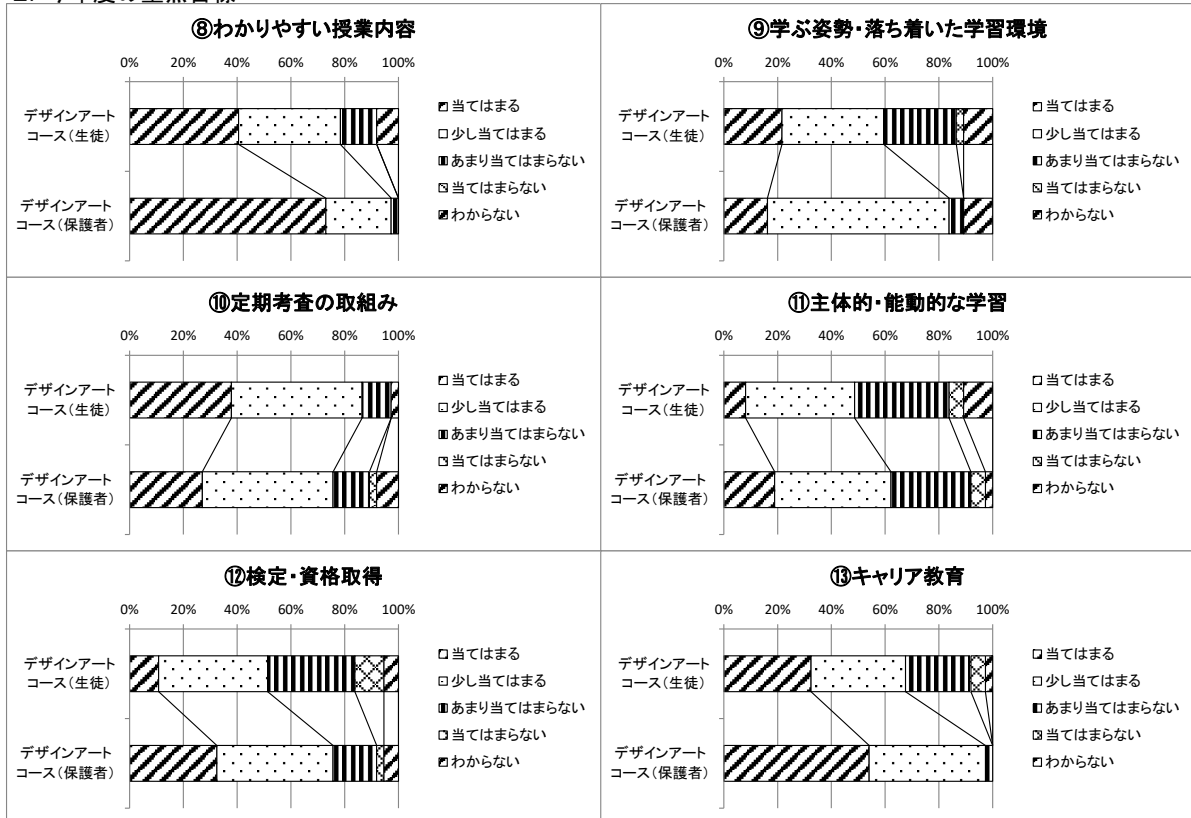 ⑧わかりやすい授業内容
0% 20% 40% 60% 80% 100%
デザインアート
コース(生徒)
デザインアート
コース(保護者)
当てはまる
少し当てはまる
あまり当てはまらない
当てはまらない
わからない
⑨学ぶ姿勢・落ち着いた学習環境
0% 20% 40% 60% 80% 100%
デザインアート
コース(生徒)
デザインアート
コース(保護者)
当てはまる
少し当てはまる
あまり当てはまらない
当てはまらない
わからない
⑩定期考査の取組み
0% 20% 40% 60% 80% 100%
デザインアート
コース(生徒)
デザインアート
コース(保護者)
当てはまる
少し当てはまる
あまり当てはまらない
当てはまらない
わからない
⑪主体的・能動的な学習
0% 20% 40% 60% 80% 100%
デザインアート
コース(生徒)
デザインアート
コース(保護者)
当てはまる
少し当てはまる
あまり当てはまらない
当てはまらない
わからない
⑫検定・資格取得
0% 20% 40% 60% 80% 100%
デザインアート
コース(生徒)
デザインアート
コース(保護者)
当てはまる
少し当てはまる
あまり当てはまらない
当てはまらない
わからない
⑬キャリア教育
0% 20% 40% 60% 80% 100%
デザインアート
コース(生徒)
デザインアート
コース(保護者)
当てはまる
少し当てはまる
あまり当てはまらない
当てはまらない
わからない